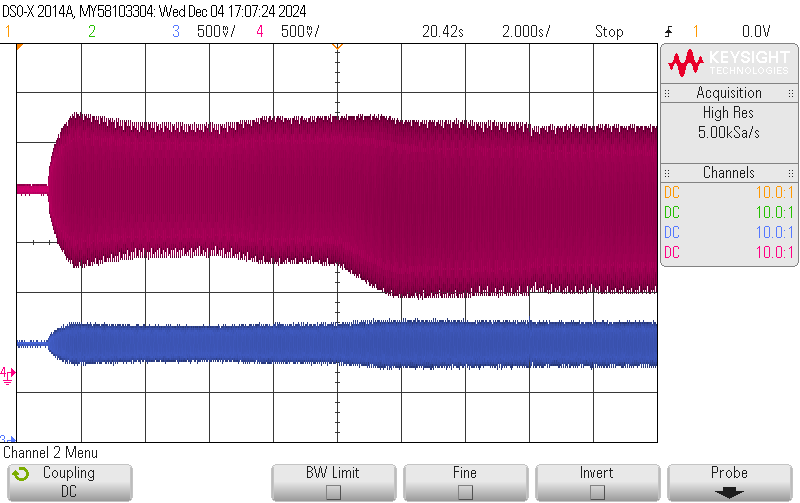 DSO-X 2014A, MY58103304: Wed Dec 04 17:07:24 2024
1 2 3 500mV/ 4 500mV/ 20.42s 2.000s/ Stop 1 0.0V
KEYSIGHT
TECHNOLOGIES
Acquisition
High Res
5.00kSa/s
Channels
DC 10.0:1
DC 10.0:1
DC 10.0:1
DC 10.0:1
4
3
Channel 2 Menu
Coupling
DC
BW Limit
Fine
Invert
Probe